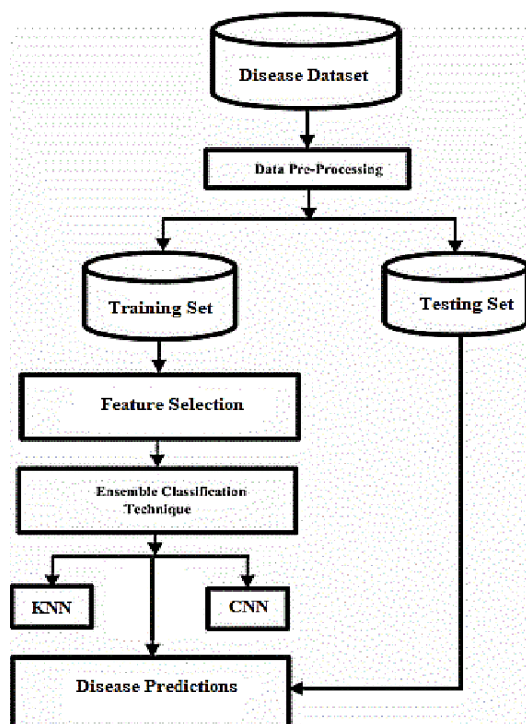 Disease Dataset
Data Pre-Processing
Training Set
Testing Set
Feature Selection
Ensemble Classification
Technique
KNN
CNN
Disease Predictions